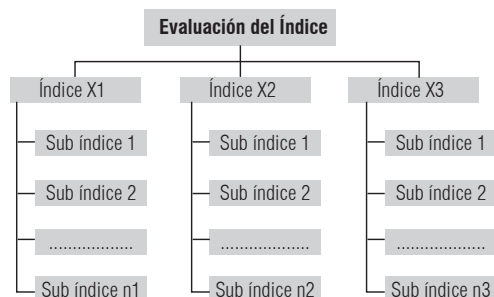 Evaluación del Índice
Índice X1
Sub índice 1
Sub índice 2
..................
Sub índice n1
Índice X2
Sub índice 1
Sub índice 2
...................
Sub índice n2
Índice X3
Sub índice 1
Sub índice 2
...................
Sub índice n3